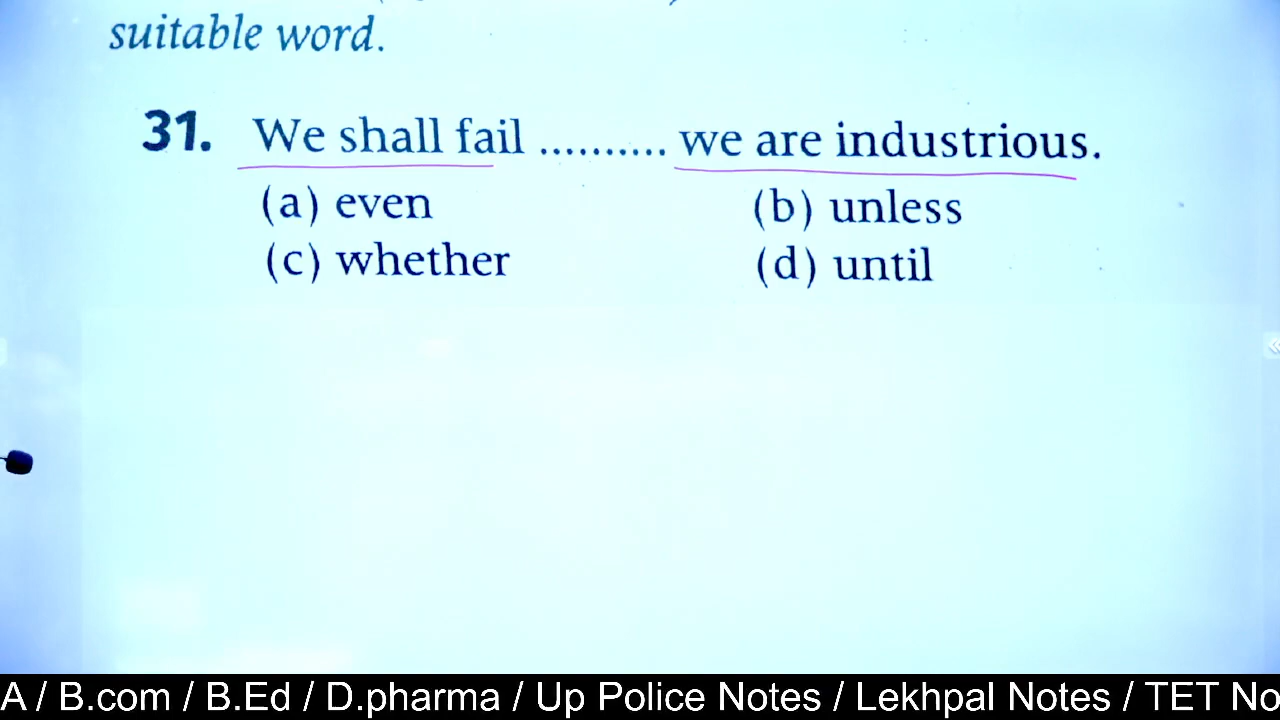 suitable word.
31. We shall fail .......... we are industrious.
(a) even (b) unless
(c) whether (d) until
A / B.com / B.Ed / D.pharma / Up Police Notes / Lekhpal Notes / TET No